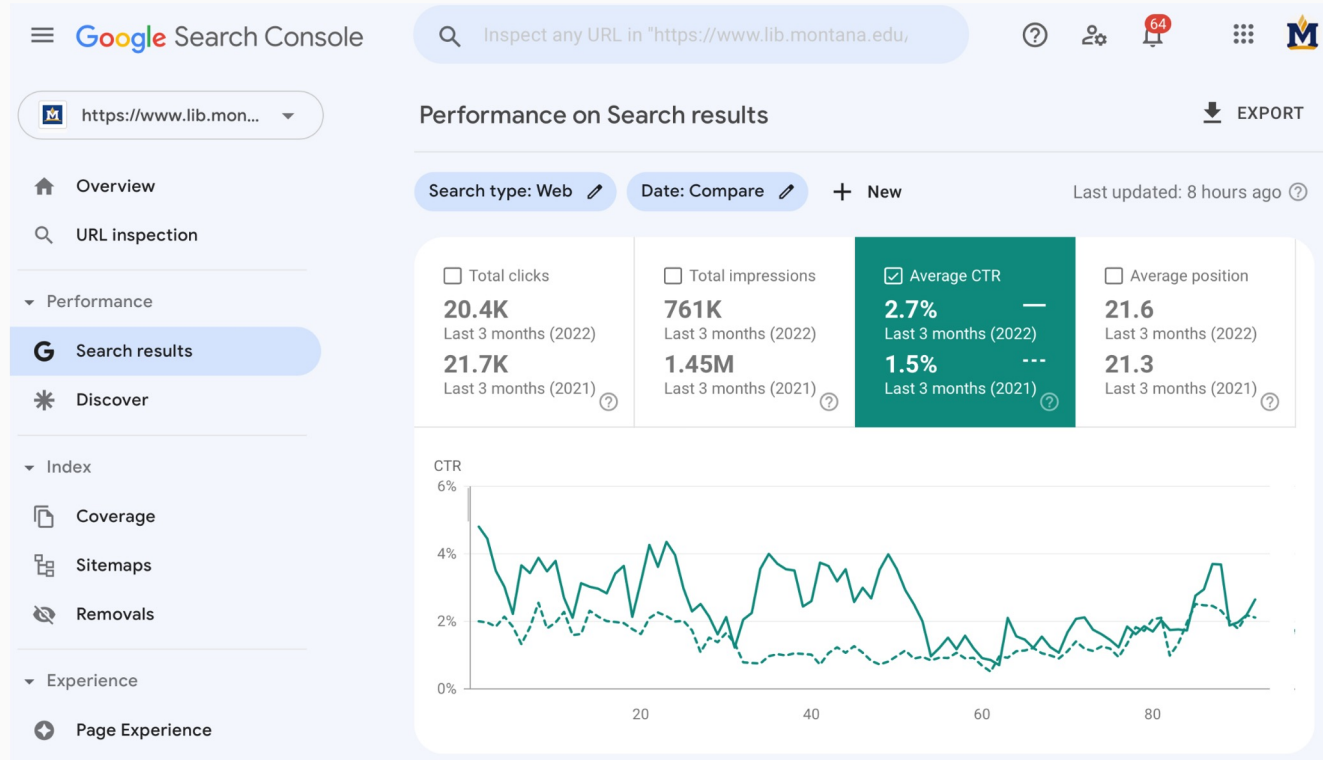 Google Search Console
Inspect any URL in "https://www.lib.montana.edu,
64
M
https://www.lib.mon...
Overview
URL inspection
Performance
Search results
Discover
Index
Coverage
Sitemaps
Removals
Experience
Page Experience
Performance on Search results
EXPORT
Search type: Web
Date: Compare
+ New
Last updated: 8 hours ago
Total clicks
20.4K
Last 3 months (2022)
21.7K
Last 3 months (2021)
Total impressions
761K
Last 3 months (2022)
1.45M
Last 3 months (2021)
Average CTR
2.7%
Last 3 months (2022)
1.5%
Last 3 months (2021)
Average position
21.6
Last 3 months (2022)
21.3
Last 3 months (2021)
CTR
6%
4%
2%
0%
20 40 60 80